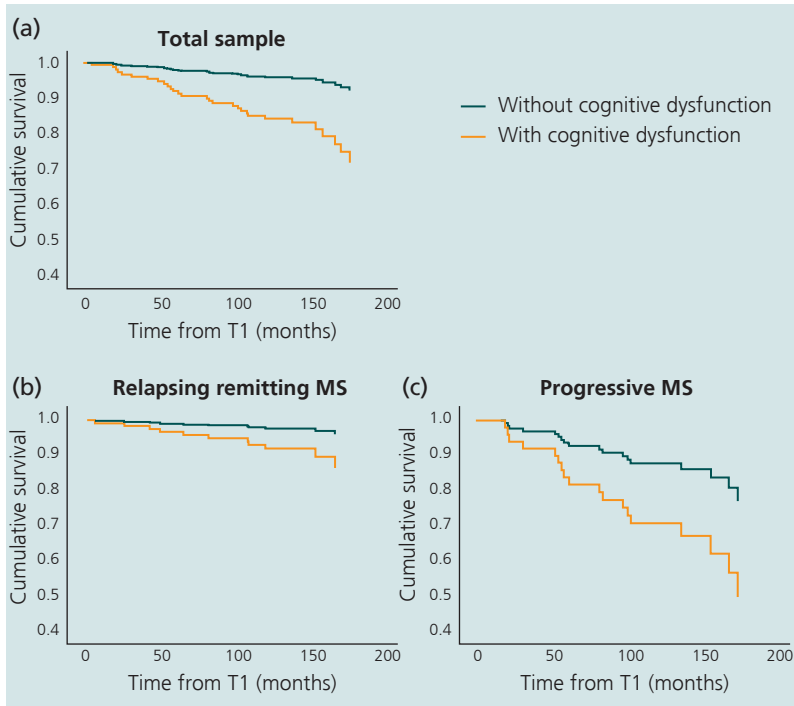 (a)
Total sample
Cumulative survival
1.0
0.9
0.8
0.7
0.6
0.5
0.4
0 50 100 150 200
Time from T1 (months)
Without cognitive dysfunction
With cognitive dysfunction
(b)
Relapsing remitting MS
Cumulative survival
1.0
0.9
0.8
0.7
0.6
0.5
0.4
0 50 100 150 200
Time from T1 (months)
(c)
Progressive MS
Cumulative survival
1.0
0.9
0.8
0.7
0.6
0.5
0.4
0 50 100 150 200
Time from T1 (months)